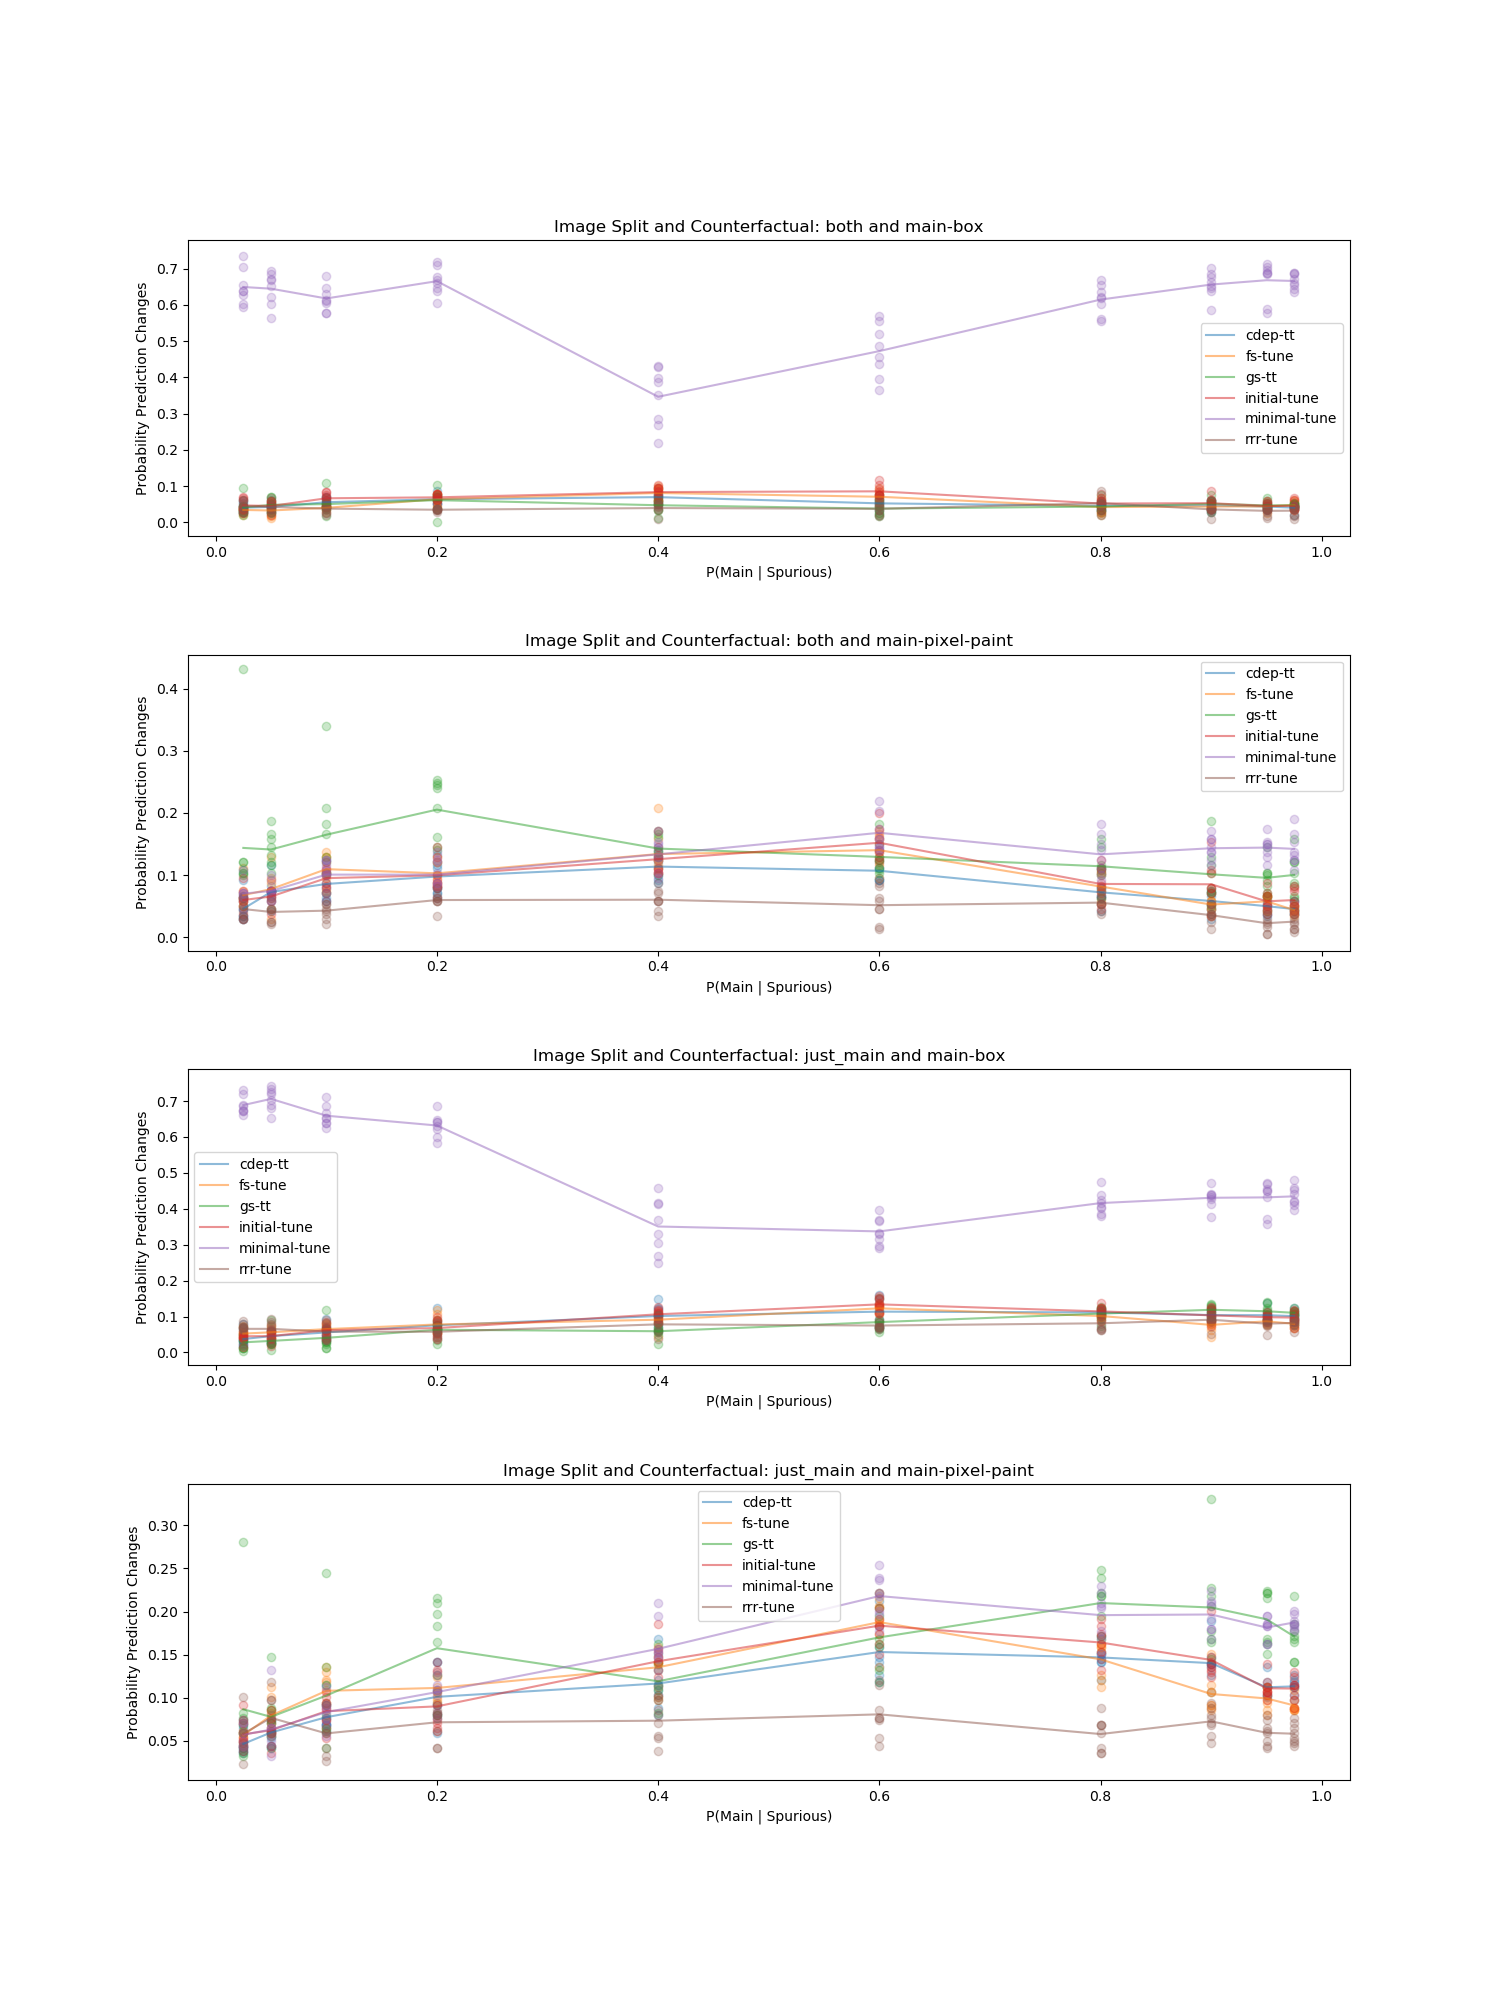 Image Split and Counterfactual: both and main-box
Probability Prediction Changes
0.7
0.6
0.5
0.4
0.3
0.2
0.1
0.0
cdep-tt
fs-tune
gs-tt
initial-tune
minimal-tune
rrr-tune
0.0 0.2 0.4 0.6 0.8 1.0
P(Main | Spurious)
Image Split and Counterfactual: both and main-pixel-paint
Probability Prediction Changes
0.4
0.3
0.2
0.1
0.0
cdep-tt
fs-tune
gs-tt
initial-tune
minimal-tune
rrr-tune
0.0 0.2 0.4 0.6 0.8 1.0
P(Main | Spurious)
Image Split and Counterfactual: just_main and main-box
Probability Prediction Changes
0.7
0.6
0.5
0.4
0.3
0.2
0.1
0.0
cdep-tt
fs-tune
gs-tt
initial-tune
minimal-tune
rrr-tune
0.0 0.2 0.4 0.6 0.8 1.0
P(Main | Spurious)
Image Split and Counterfactual: just_main and main-pixel-paint
Probability Prediction Changes
0.30
0.25
0.20
0.15
0.10
0.05
cdep-tt
fs-tune
gs-tt
initial-tune
minimal-tune
rrr-tune
0.0 0.2 0.4 0.6 0.8 1.0
P(Main | Spurious)